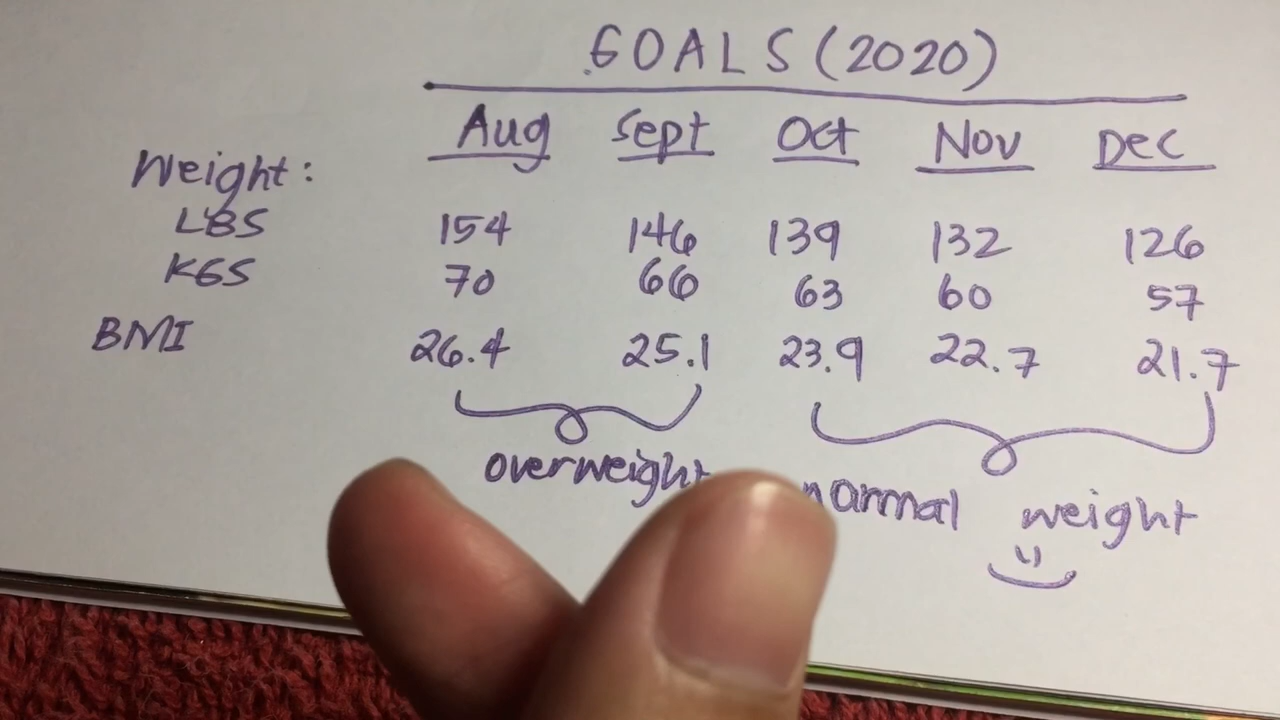 GOALS (2020)
Aug Sept Oct Nov Dec
Weight:
LBS 154 146 139 132 126
KGS 70 66 63 60 57
BMI 26.4 25.1 23.9 22.7 21.7
overweight normal weight